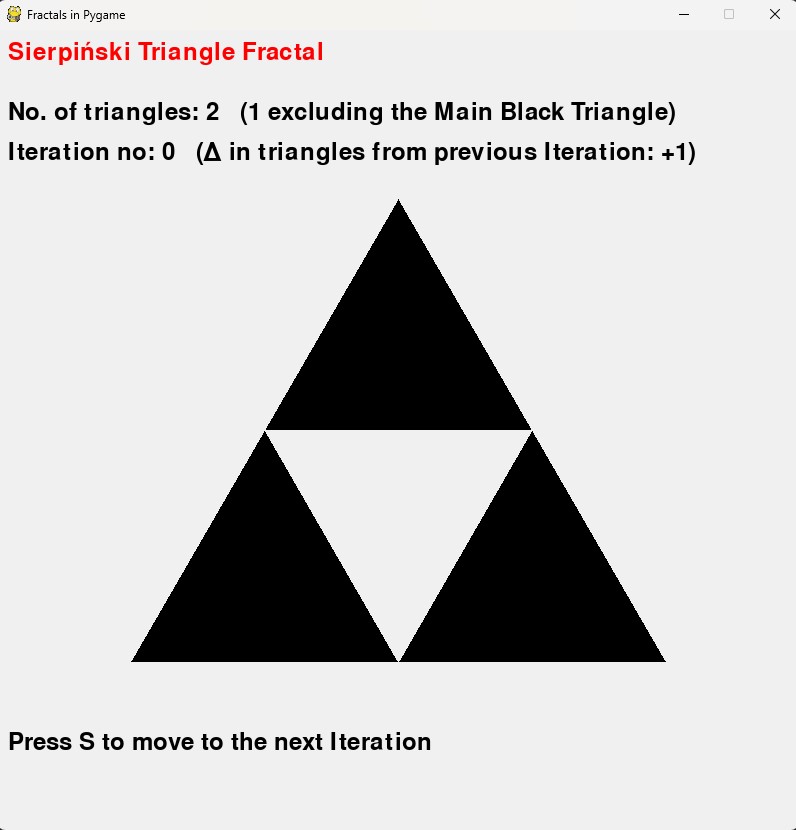 Fractals in Pygame
Sierpiński Triangle Fractal
No. of triangles: 2 (1 excluding the Main Black Triangle)
Iteration no: 0 (Δ in triangles from previous Iteration: +1)
Press S to move to the next Iteration